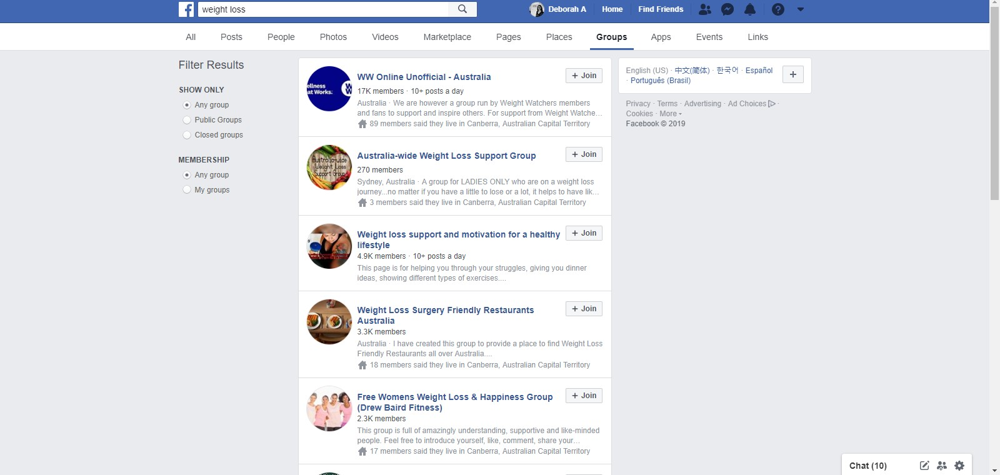 weight loss
Deborah A
Home
Find Friends
All
Posts
People
Photos
Videos
Marketplace
Pages
Places
Groups
Apps
Events
Links
Filter Results
SHOW ONLY
Any group
Public Groups
Closed groups
MEMBERSHIP
Any group
My groups
ellness
at Works.
WW Online Unofficial - Australia
+ Join
17K members · 10+ posts a day
Australia · We are however a group run by Weight Watchers members
and fans to support and inspire others. For support from Weight Watche...
89 members said they live in Canberra, Australian Capital Territory
Australia-wide
Weight Loss
Support Group
Australia-wide Weight Loss Support Group
+ Join
270 members
Sydney, Australia · A group for LADIES ONLY who are on a weight loss
journey...no matter if you have a little to lose or a lot, it helps to have lik...
3 members said they live in Canberra, Australian Capital Territory
Weight loss support and motivation for a healthy
lifestyle
+ Join
4.9K members · 10+ posts a day
This page is for helping you through your struggles, giving you dinner
ideas, showing different types of exercises....
Weight Loss Surgery Friendly Restaurants
Australia
+ Join
3.3K members
Australia · I have created this group to provide a place to find Weight Loss
Friendly Restaurants all over Australia....
18 members said they live in Canberra, Australian Capital Territory
Free Womens Weight Loss & Happiness Group
(Drew Baird Fitness)
+ Join
2.3K members
This group is full of amazingly understanding, supportive and like-minded
people. Feel free to introduce yourself, like, comment, share your...
17 members said they live in Canberra, Australian Capital Territory
English (US) · 中文(简体) · 한국어 · Español
· Português (Brasil)
Privacy · Terms · Advertising · Ad Choices ·
Cookies · More
Facebook © 2019
Chat (10)